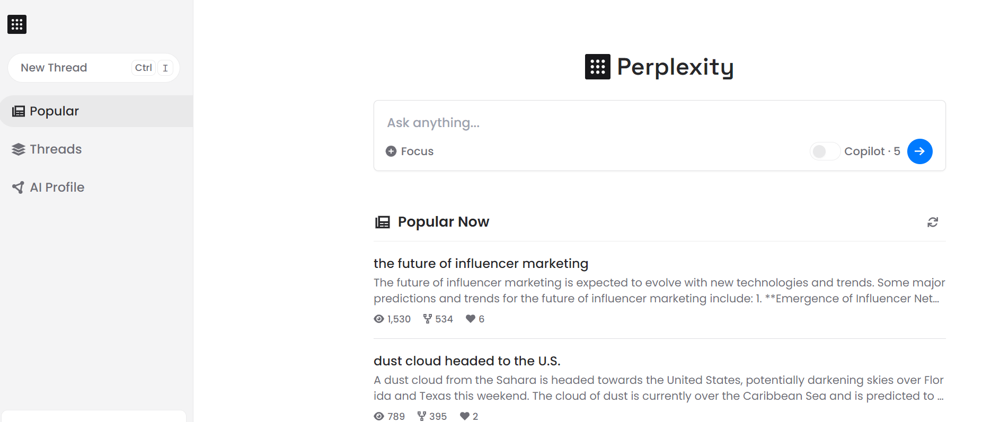 New Thread Ctrl I
Popular
Threads
AI Profile
Perplexity
Ask anything...
Focus Copilot · 5
Popular Now
the future of influencer marketing
The future of influencer marketing is expected to evolve with new technologies and trends. Some major
predictions and trends for the future of influencer marketing include: 1. **Emergence of Influencer Net...
1,530 534 6
dust cloud headed to the U.S.
A dust cloud from the Sahara is headed towards the United States, potentially darkening skies over Flor
ida and Texas this weekend. The cloud of dust is currently over the Caribbean Sea and is predicted to ...
789 395 2